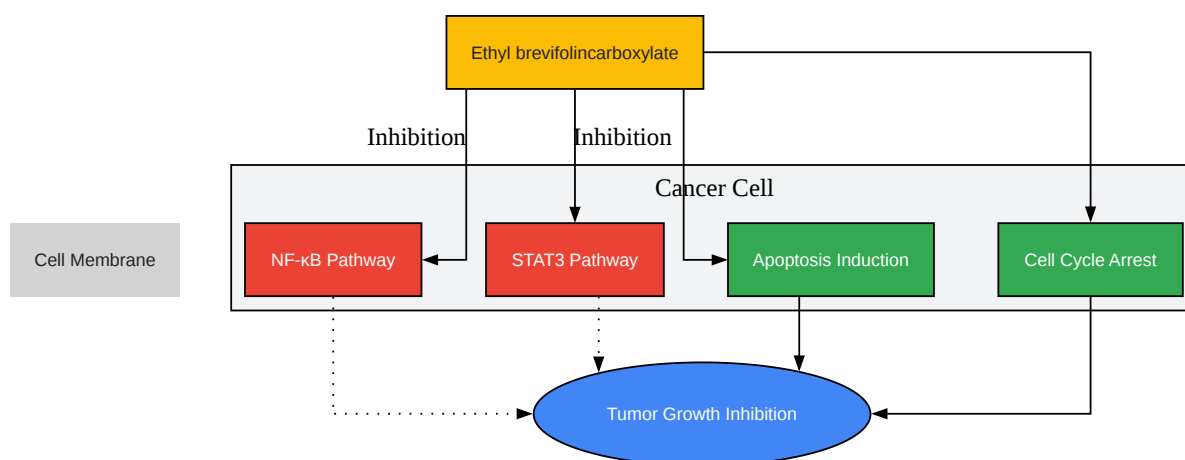 Ethyl brevifolincarboxylate
Inhibition
Inhibition
Cancer Cell
Cell Membrane
NF-κB Pathway
STAT3 Pathway
Apoptosis Induction
Cell Cycle Arrest
Tumor Growth Inhibition